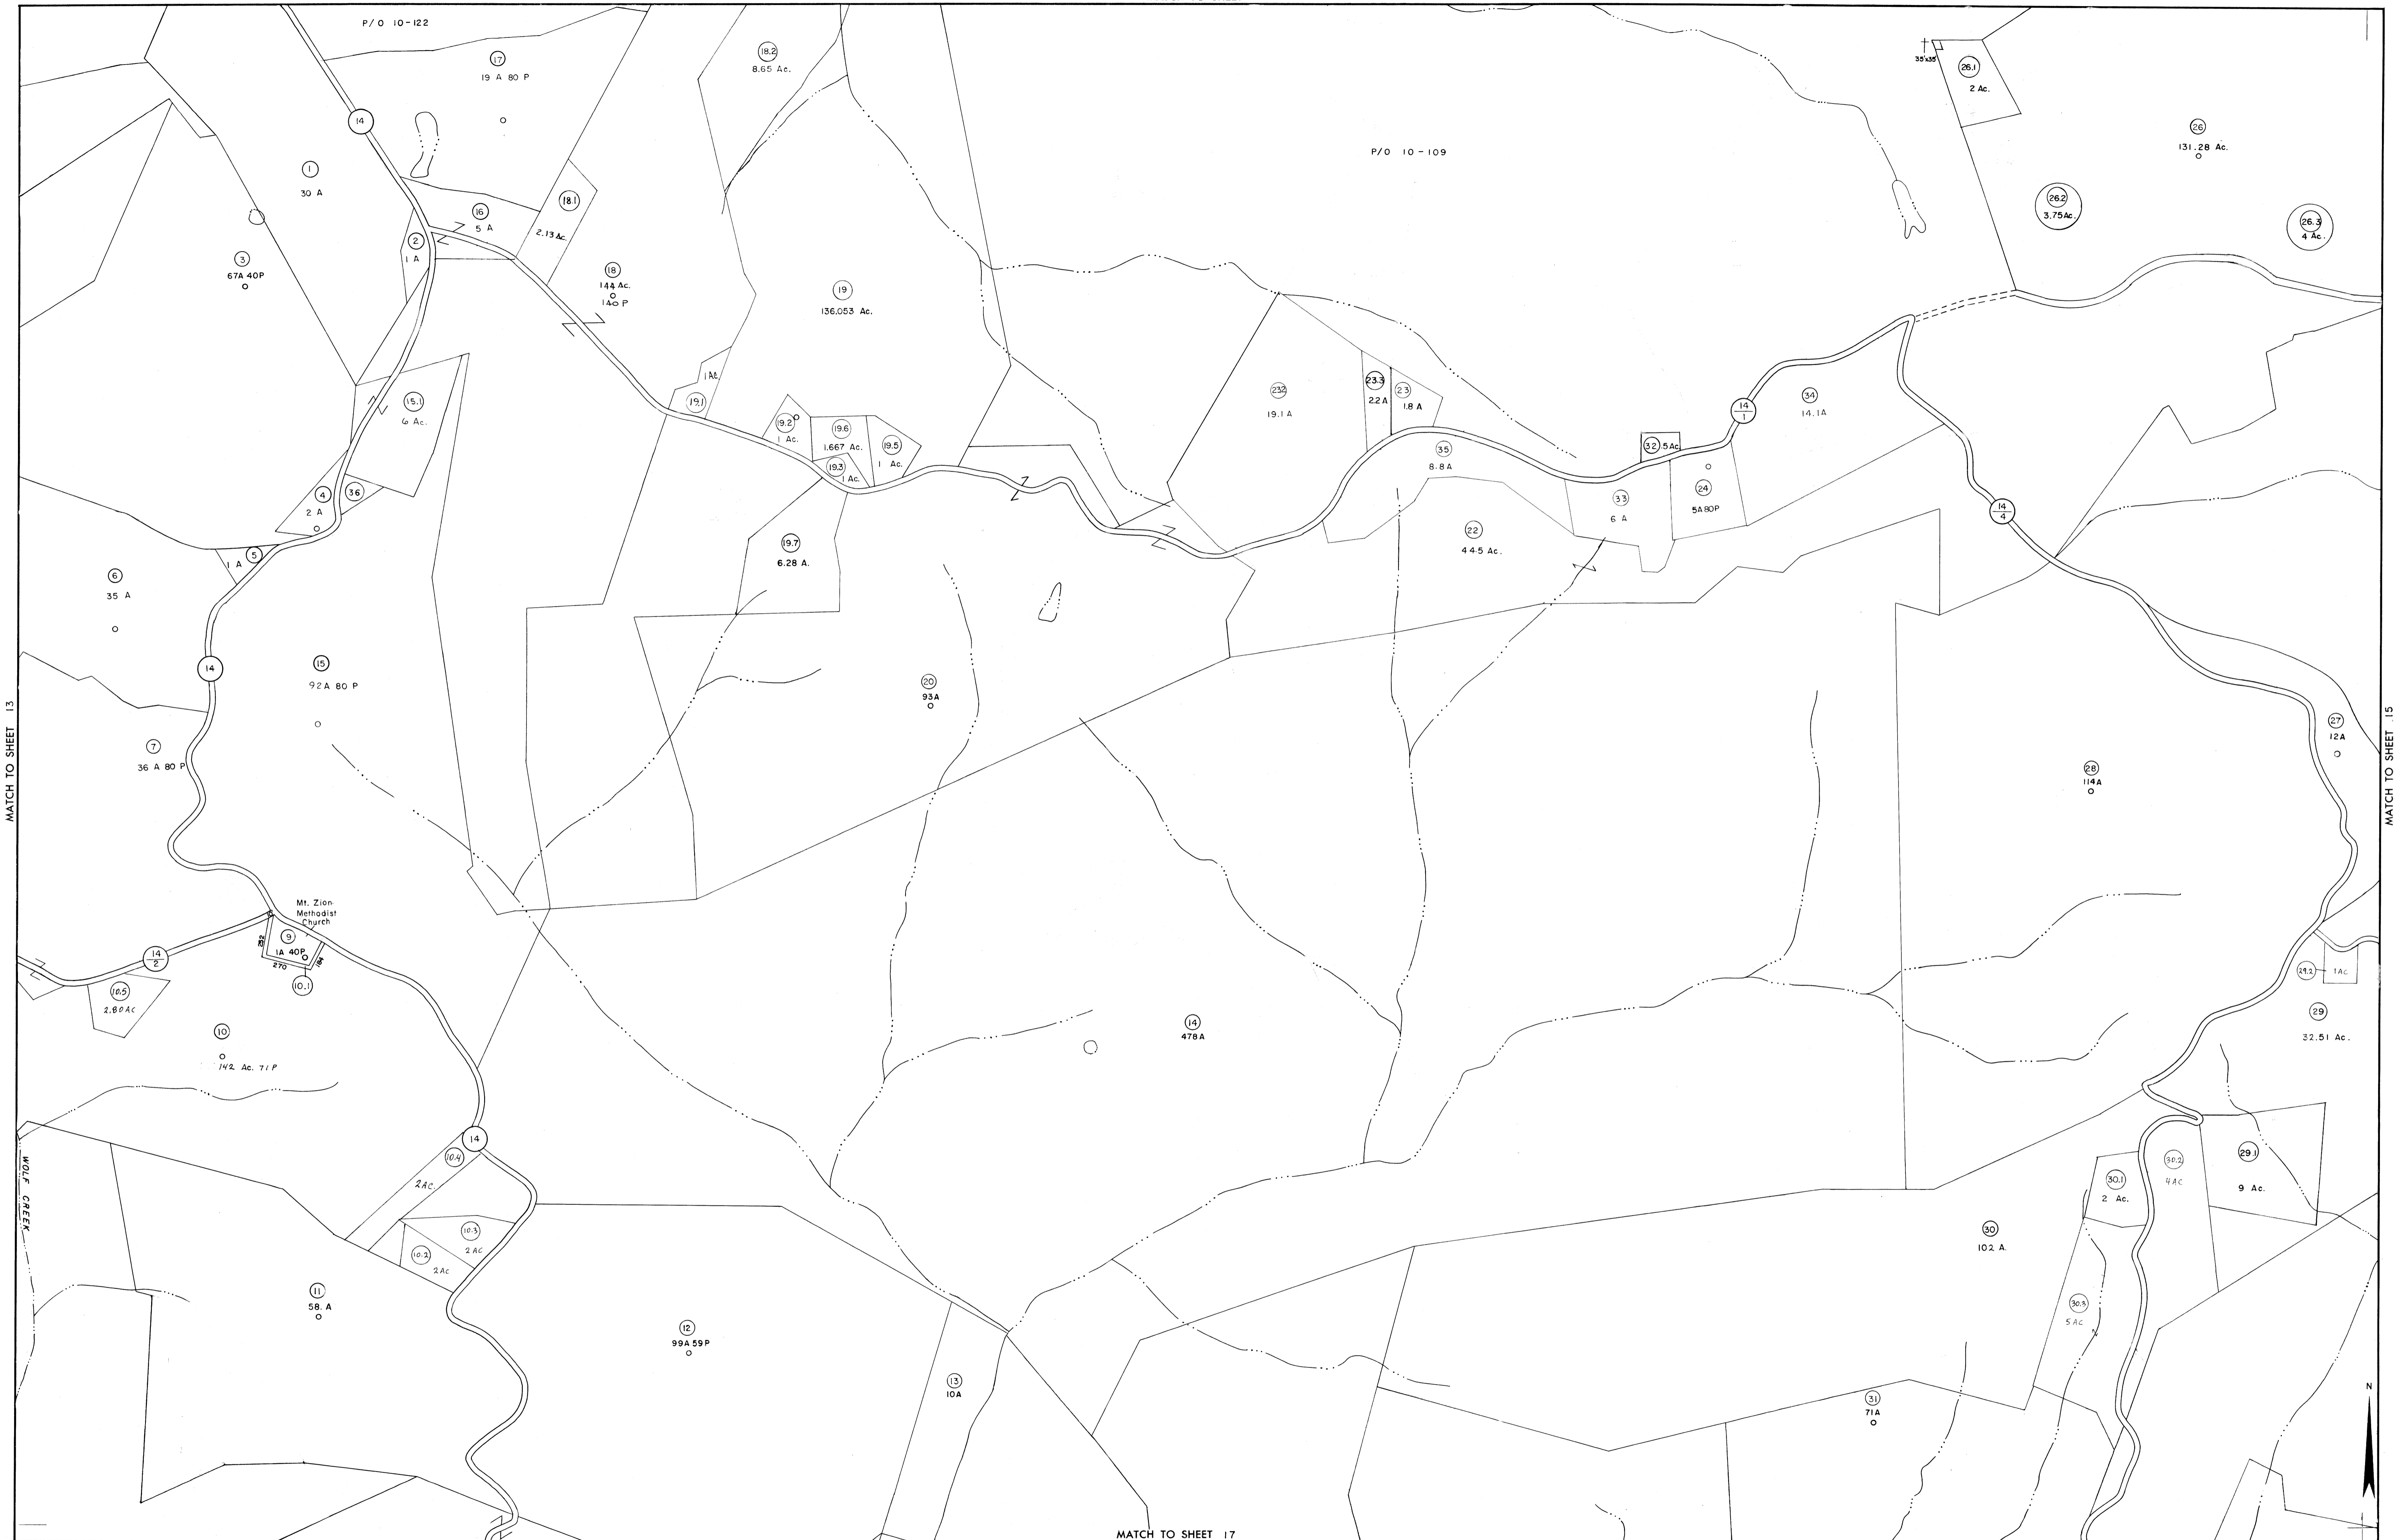 P/O 10-122
17
19 A 80 P
14
1
30 A
16
5 A
18.1
2.13 Ac.
2
1 A
3
67A 40P
18
144 Ac.
140 P
18.2
8.65 Ac.
19
136.053 Ac.
P/O 10-109
35'x35'
26.1
2 Ac.
26
131.28 Ac.
26.2
3.75Ac.
26.3
4 Ac.
1 Ac.
19.1
15.1
6 Ac.
19.2
1 Ac.
19.6
1.667 Ac.
19.5
1 Ac.
19.3
1 Ac.
232
19.1 A
23.3
2.2 A
23
1.8 A
14
1
34
14.1A
35
8.8 A
32
.5 Ac.
33
6 A
24
5A 80P
14
4
4
2 A
36
5
1 A
6
35 A
19.7
6.28 A.
22
44.5 Ac.
14
15
92A 80 P
20
93A
7
36 A 80 P
27
12A
28
114A
MATCH TO SHEET 13
MATCH TO SHEET 15
Mt. Zion
Methodist
Church
9
1A 40P
252
270
184
10.1
14
2
10.5
2.80 AC
10
142 Ac. 71 P
14
478A
29.2
1 AC
29
32.51 Ac.
14
10.4
2 AC.
10.3
2 AC
10.2
2 AC
WOLF CREEK
11
58. A
12
99A 59P
13
10A
30.1
2 Ac.
30.2
4 AC
29.1
9 Ac.
30
102 A.
30.3
5 AC
31
71A
N
MATCH TO SHEET 17